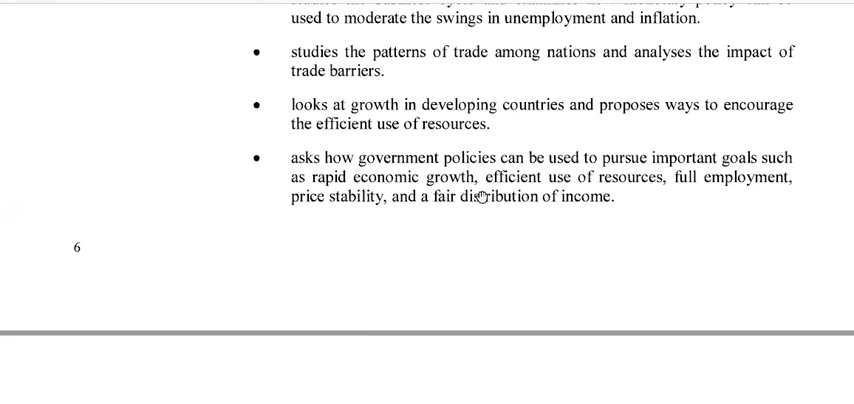 used to moderate the swings in unemployment and inflation.
• studies the patterns of trade among nations and analyses the impact of
trade barriers.
• looks at growth in developing countries and proposes ways to encourage
the efficient use of resources.
• asks how government policies can be used to pursue important goals such
as rapid economic growth, efficient use of resources, full employment,
price stability, and a fair distribution of income.
6